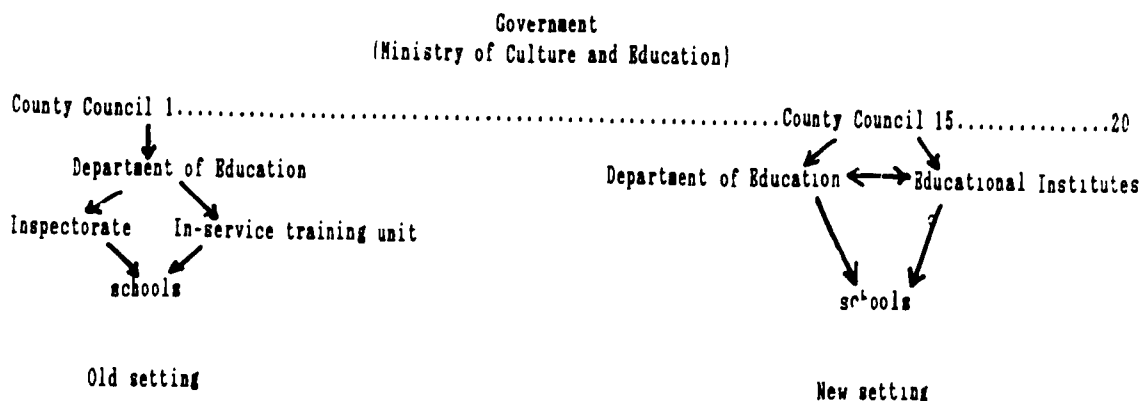 Government
(Ministry of Culture and Education)
County Council 1............................................................County Council 15...............20
Department of Education
Department of Education
Educational Institutes
Inspectorate
In-service training unit
schools
schools
Old setting
New setting